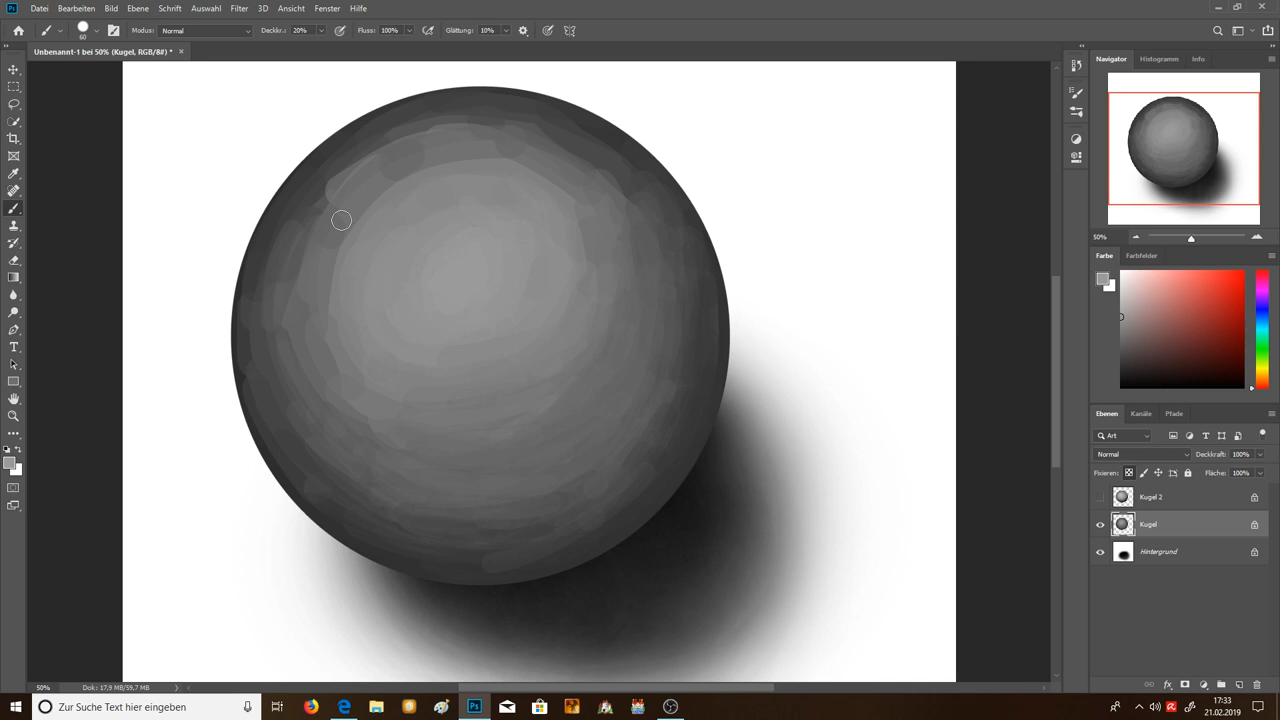 Ps Datei Bearbeiten Bild Ebene Schrift Auswahl Filter 3D Ansicht Fenster Hilfe
60 Modus: Normal Deckkr.: 20% Fluss: 100% Glättung: 10%
Unbenannt-1 bei 50% (Kugel, RGB/8#) * ×
Navigator Histogramm Info
50%
Farbe Farbfelder
Ebenen Kanäle Pfade
Art
Normal Deckkraft: 100%
Fixieren: Fläche: 100%
Kugel 2
Kugel
Hintergrund
50% Dok: 17,9 MB/59,7 MB
Zur Suche Text hier eingeben
Ps
17:33
21.02.2019